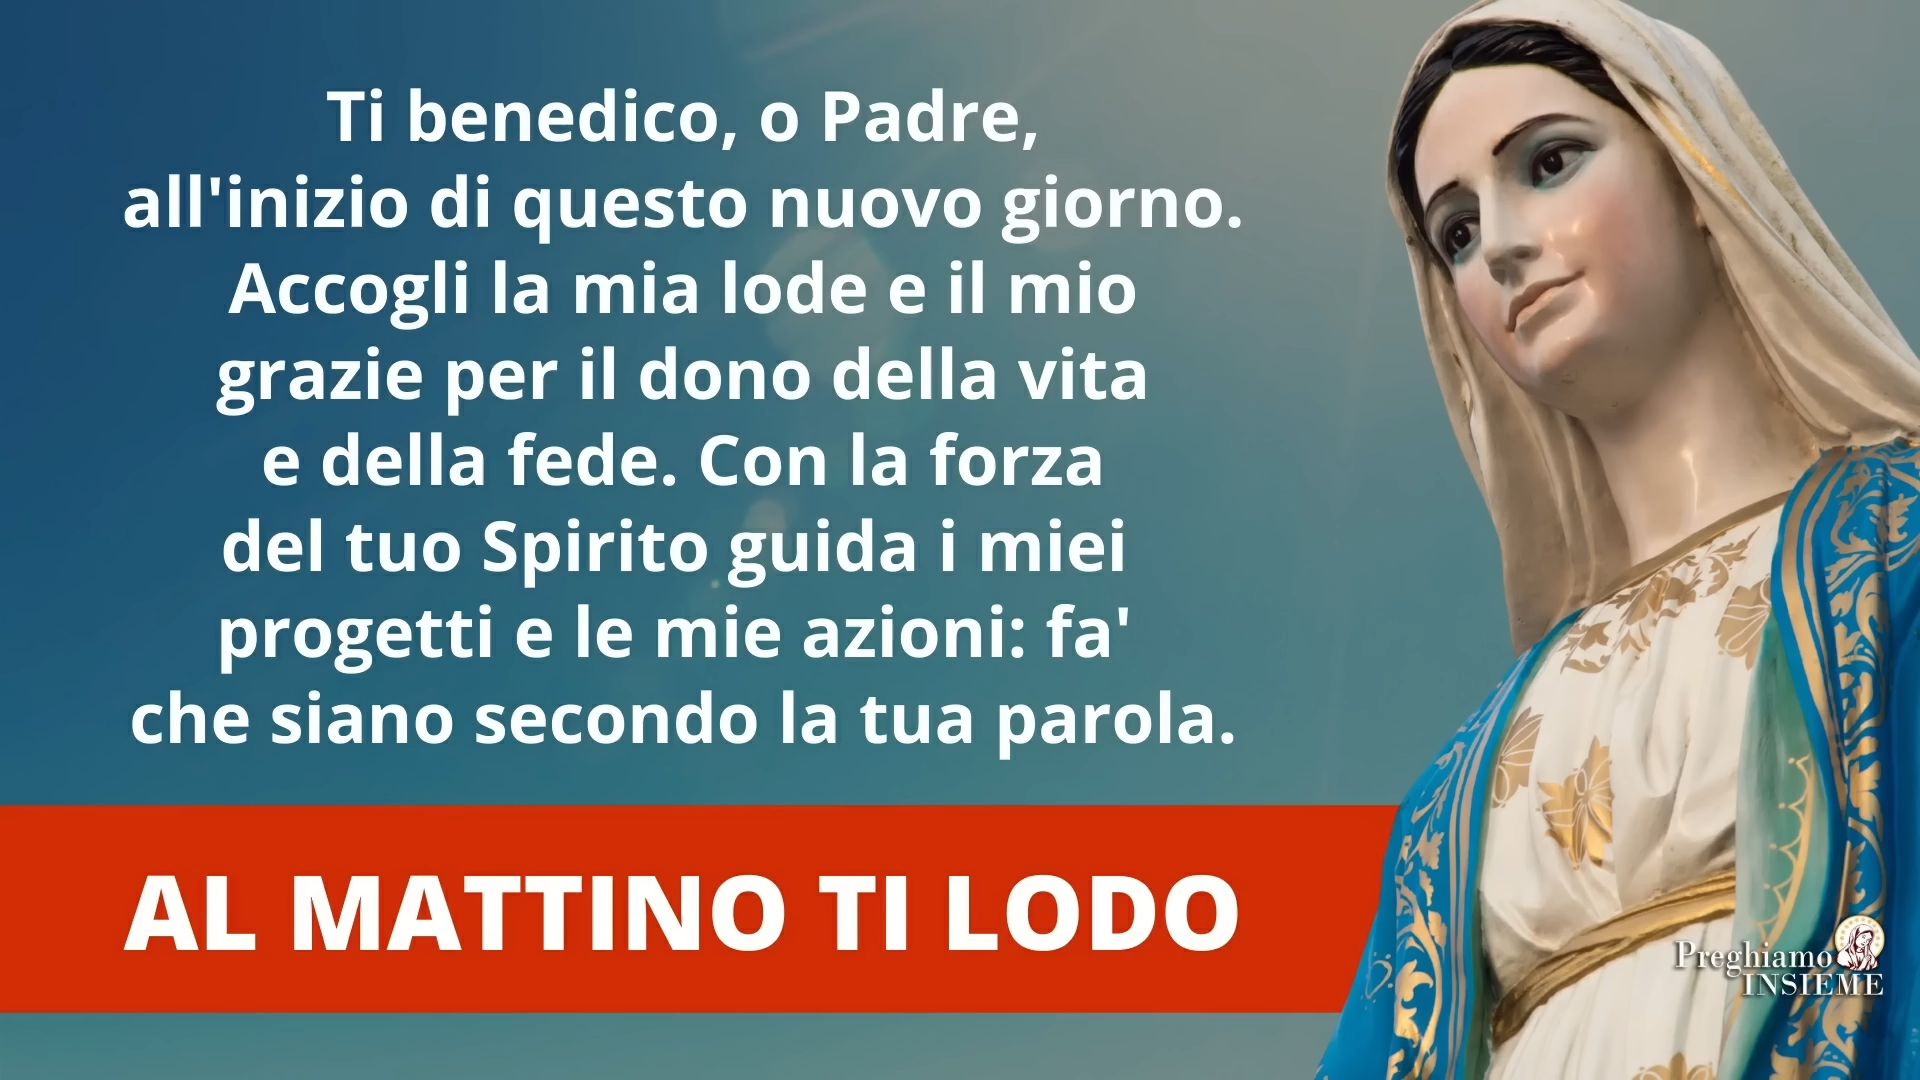 Ti benedico, o Padre,
all'inizio di questo nuovo giorno.
Accogli la mia lode e il mio
grazie per il dono della vita
e della fede. Con la forza
del tuo Spirito guida i miei
progetti e le mie azioni: fa'
che siano secondo la tua parola.
AL MATTINO TI LODO
Preghiamo
INSIEME